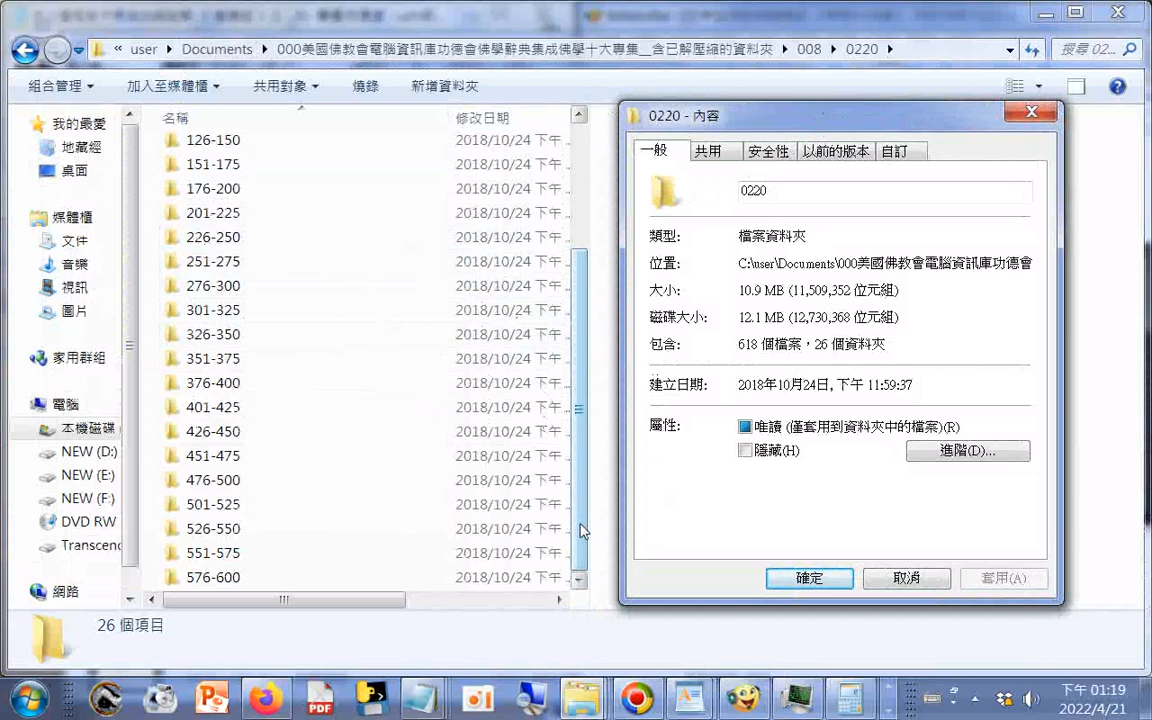 « user ▸ Documents ▸ 000美國佛教會電腦資訊庫功德會佛學辭典集成佛學十大專集__含已解壓縮的資料夾 ▸ 008 ▸ 0220 ▸
搜尋 02...
組合管理 加入至媒體櫃 共用對象 燒錄 新增資料夾
我的最愛
地藏經
桌面
媒體櫃
文件
音樂
視訊
圖片
家用群組
電腦
本機磁碟
NEW (D:)
NEW (E:)
NEW (F:)
DVD RW
Transcend
網路
名稱 修改日期
126-150 2018/10/24 下午
151-175 2018/10/24 下午
176-200 2018/10/24 下午
201-225 2018/10/24 下午
226-250 2018/10/24 下午
251-275 2018/10/24 下午
276-300 2018/10/24 下午
301-325 2018/10/24 下午
326-350 2018/10/24 下午
351-375 2018/10/24 下午
376-400 2018/10/24 下午
401-425 2018/10/24 下午
426-450 2018/10/24 下午
451-475 2018/10/24 下午
476-500 2018/10/24 下午
501-525 2018/10/24 下午
526-550 2018/10/24 下午
551-575 2018/10/24 下午
576-600 2018/10/24 下午
26 個項目
0220 - 內容
一般 共用 安全性 以前的版本 自訂
0220
類型: 檔案資料夾
位置: C:\user\Documents\000美國佛教會電腦資訊庫功德會
大小: 10.9 MB (11,509,352 位元組)
磁碟大小: 12.1 MB (12,730,368 位元組)
包含: 618 個檔案，26 個資料夾
建立日期: 2018年10月24日, 下午 11:59:37
屬性: 唯讀 (僅套用到資料夾中的檔案)(R)
隱藏(H) 進階(D)...
確定 取消 套用(A)
PDF
下午 01:19
2022/4/21